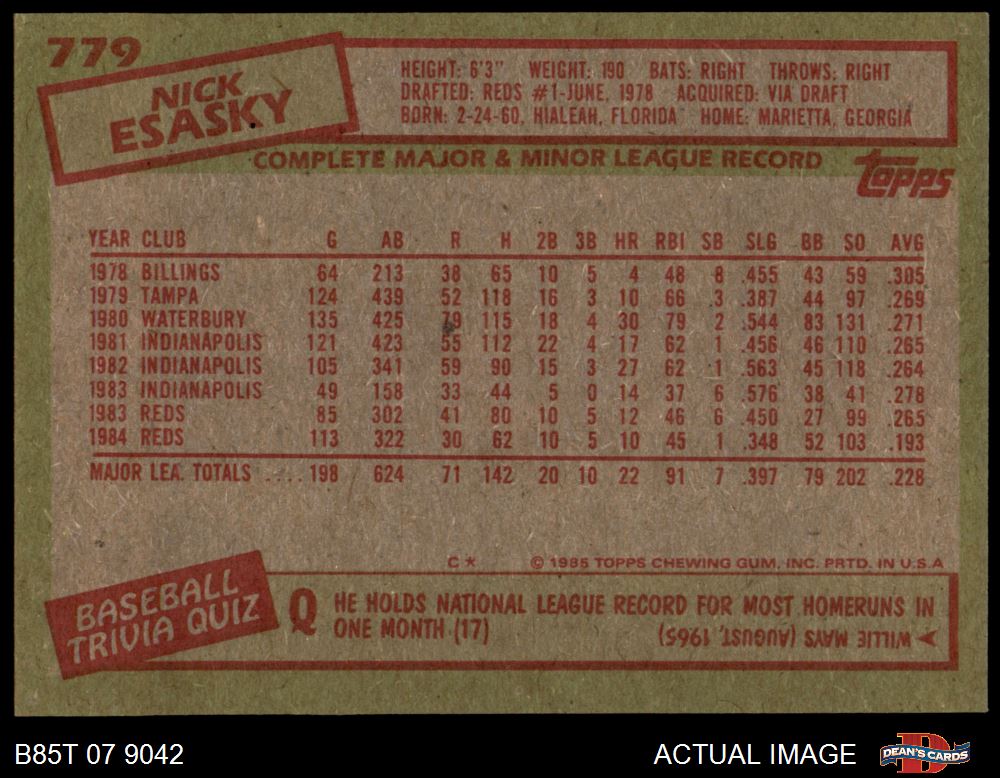 779
NICK
ESASKY
HEIGHT: 6'3" WEIGHT: 190 BATS: RIGHT THROWS: RIGHT
DRAFTED: REDS #1-JUNE, 1978 ACQUIRED: VIA DRAFT
BORN: 2-24-60, HIALEAH, FLORIDA HOME: MARIETTA, GEORGIA
COMPLETE MAJOR & MINOR LEAGUE RECORD
topps
YEAR CLUB G AB R H 2B 3B HR RBI SB SLG BB SO AVG
1978 BILLINGS 64 213 38 65 10 5 4 48 8 .455 43 59 .305
1979 TAMPA 124 439 52 118 16 3 10 66 3 .387 44 97 .269
1980 WATERBURY 135 425 79 115 18 4 30 79 2 .544 83 131 .271
1981 INDIANAPOLIS 121 423 55 112 22 4 17 62 1 .456 46 110 .265
1982 INDIANAPOLIS 105 341 59 90 15 3 27 62 1 .563 45 118 .264
1983 INDIANAPOLIS 49 158 33 44 5 0 14 37 6 .576 38 41 .278
1983 REDS 85 302 41 80 10 5 12 46 6 .450 27 99 .265
1984 REDS 113 322 30 62 10 5 10 45 1 .348 52 103 .193
MAJOR LEA. TOTALS .... 198 624 71 142 20 10 22 91 7 .397 79 202 .228
C * © 1985 TOPPS CHEWING GUM, INC. PRTD. IN U.S.A
BASEBALL
TRIVIA QUIZ
Q HE HOLDS NATIONAL LEAGUE RECORD FOR MOST HOMERUNS IN
ONE MONTH (17)
WILLIE MAYS (AUGUST, 1965)
B85T 07 9042
ACTUAL IMAGE
D
DEAN'S CARDS